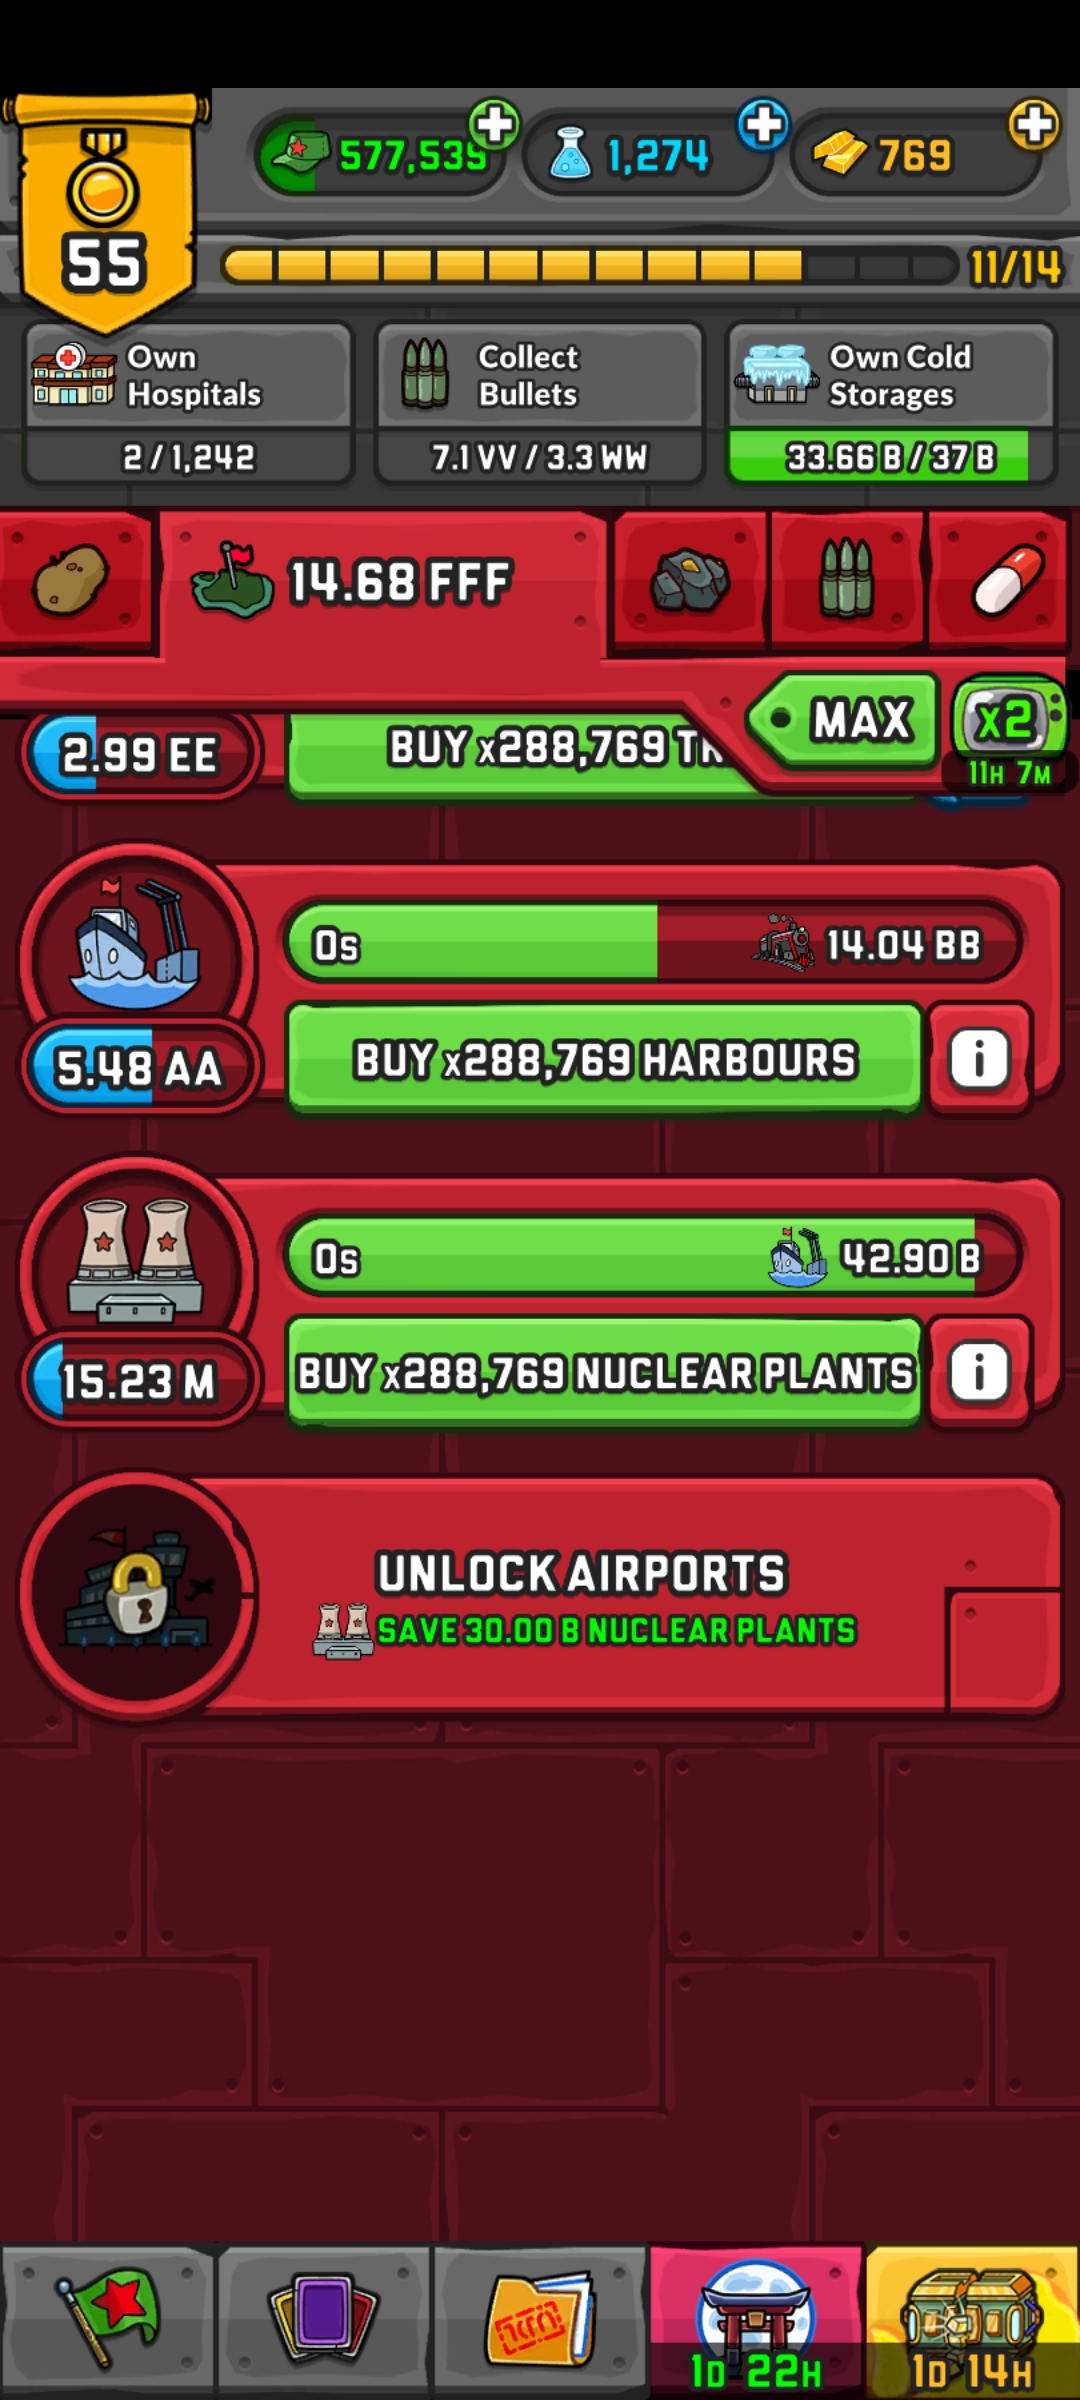 577,539
1,274
769
55
11/14
Own
Hospitals
2 / 1,242
Collect
Bullets
7.1 VV / 3.3 WW
Own Cold
Storages
33.66 B / 37 B
14.68 FFF
MAX
x2
11H 7M
2.99 EE
BUY x288,769 TR
0s
14.04 BB
5.48 AA
BUY x288,769 HARBOURS
i
0s
42.90 B
15.23 M
BUY x288,769 NUCLEAR PLANTS
i
UNLOCK AIRPORTS
SAVE 30.00 B NUCLEAR PLANTS
1D 22H
1D 14H